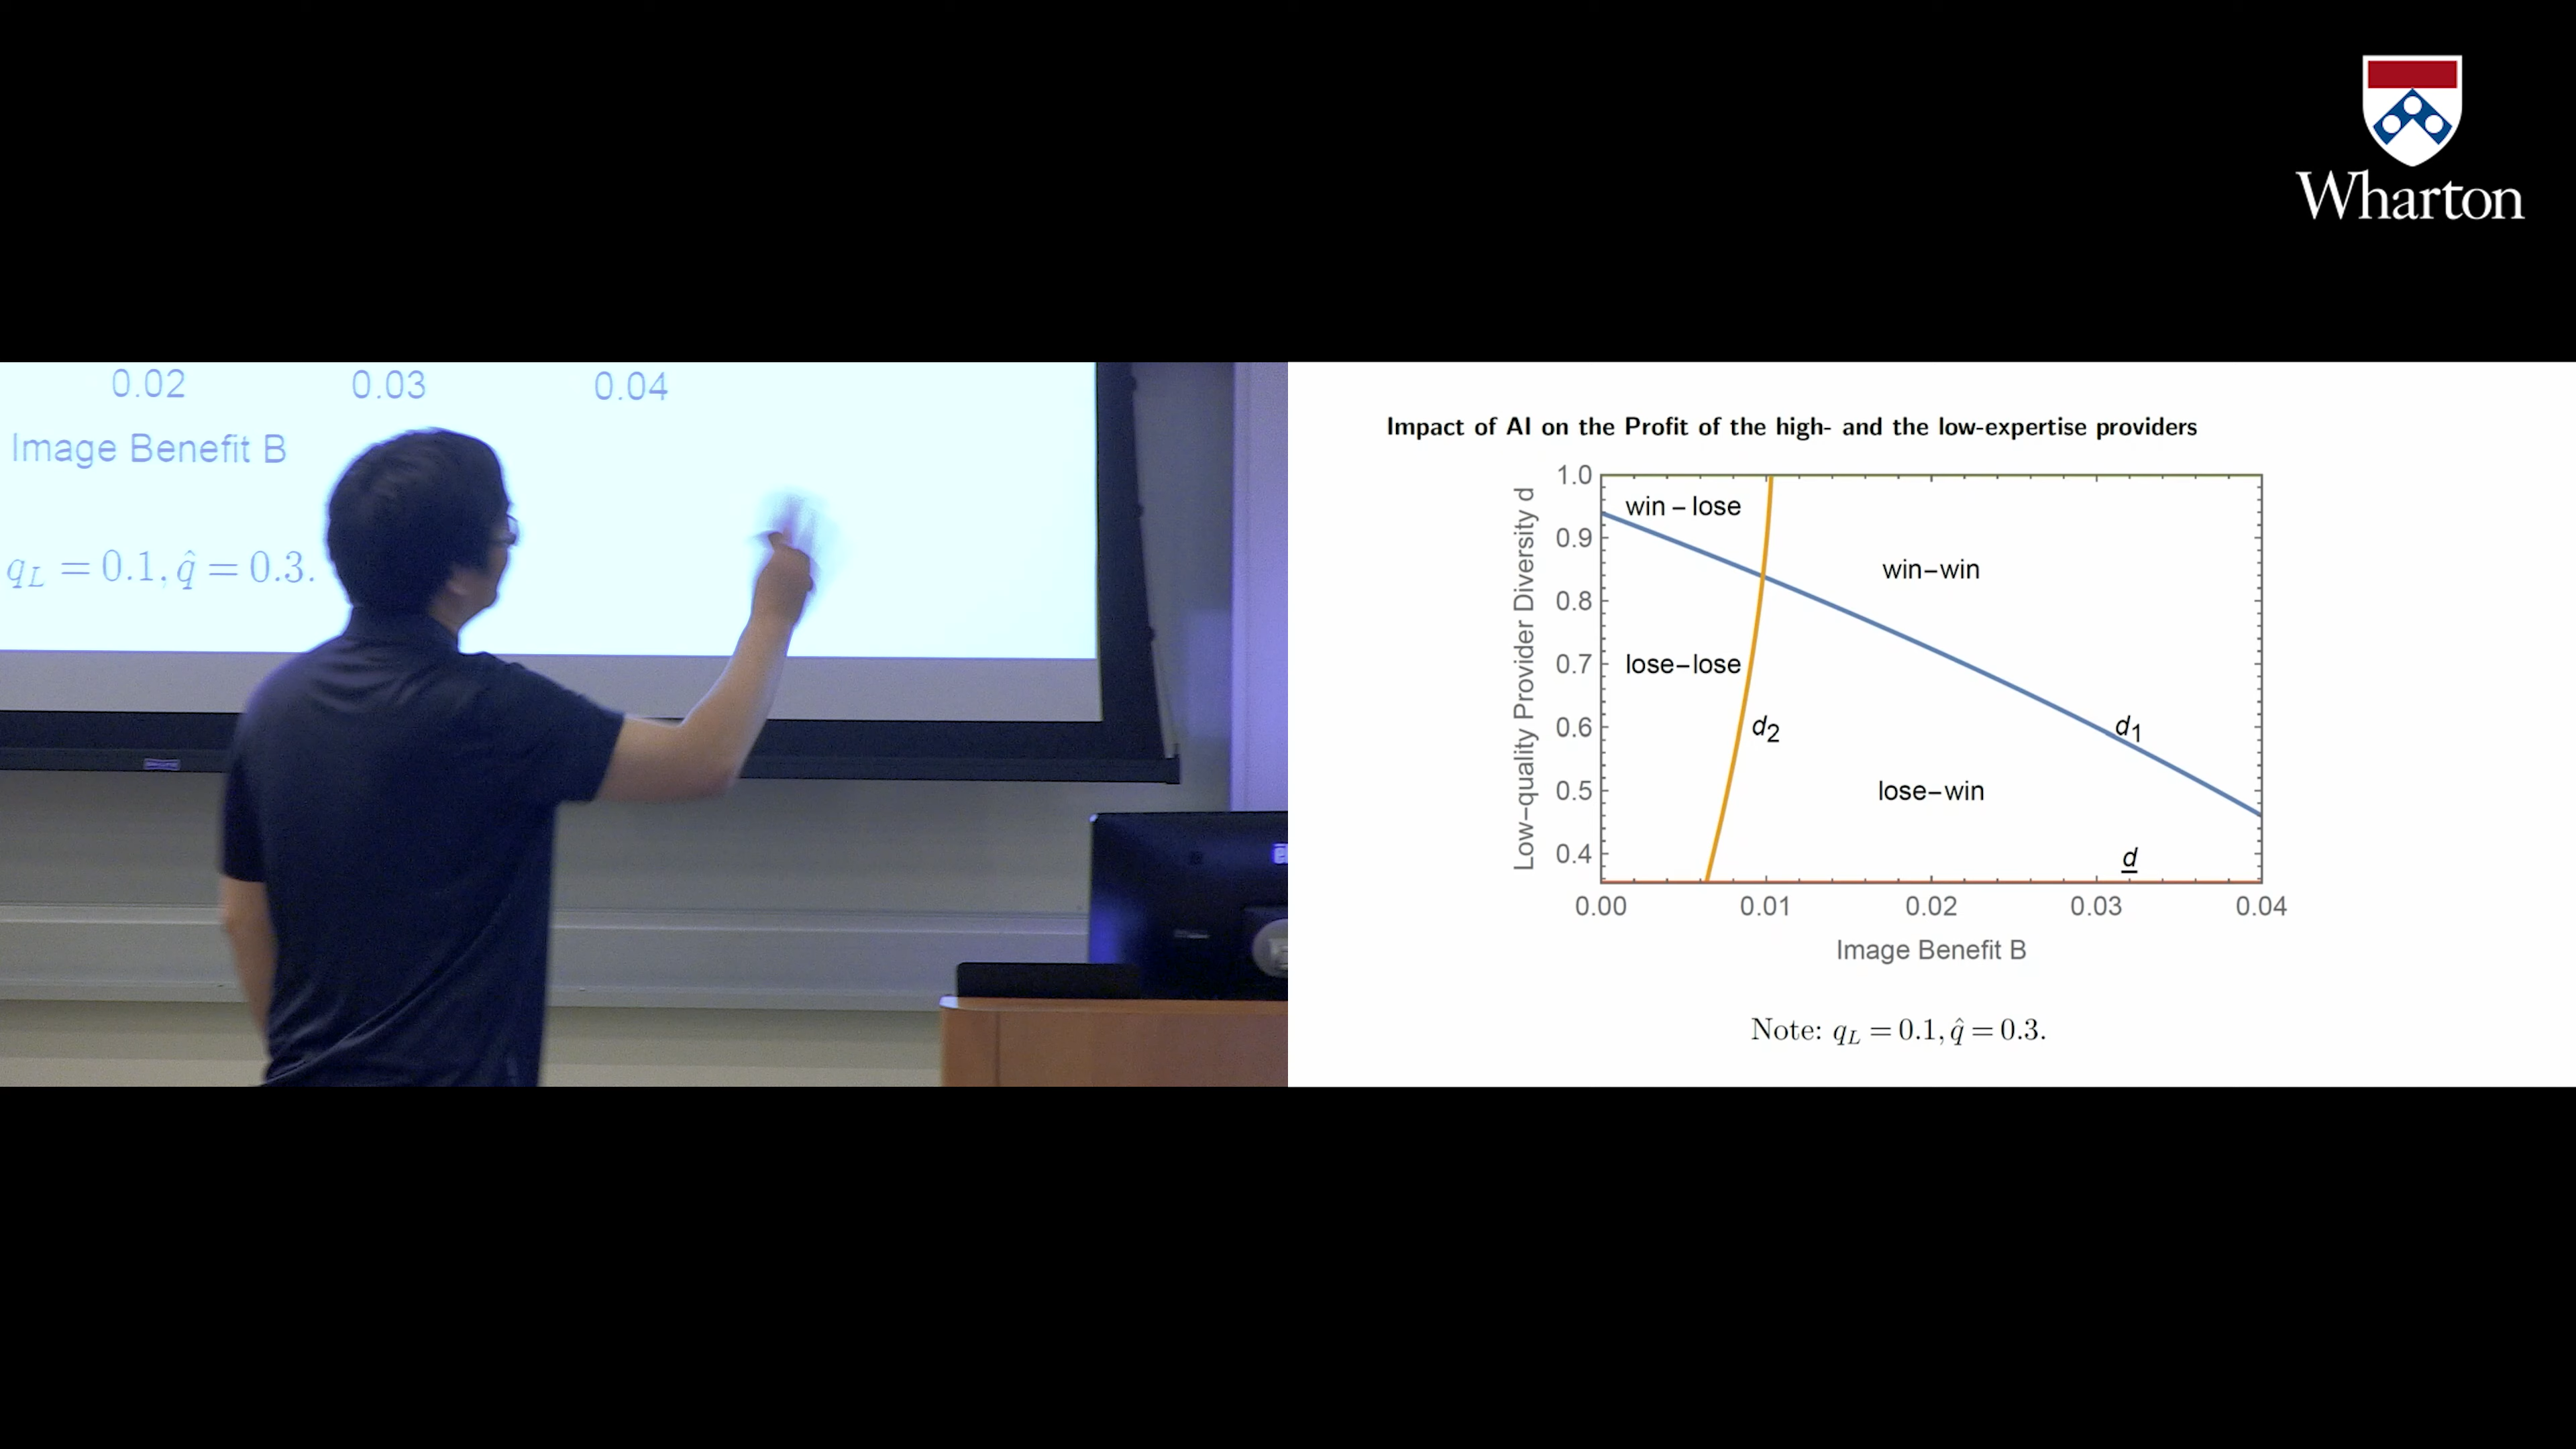 Wharton
0.02 0.03 0.04
Image Benefit B
q_L = 0.1, q̂ = 0.3.
Impact of AI on the Profit of the high- and the low-expertise providers
Low-quality Provider Diversity d
1.0
0.9
0.8
0.7
0.6
0.5
0.4
win – lose
win–win
lose–lose
d2
d1
lose–win
d
0.00 0.01 0.02 0.03 0.04
Image Benefit B
Note: q_L = 0.1, q̂ = 0.3.